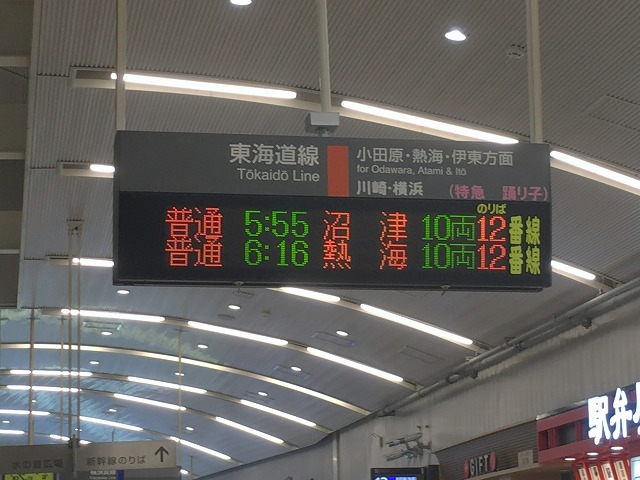 東海道線
Tōkaidō Line
小田原・熱海・伊東方面
for Odawara, Atami & Itō
川崎・横浜 (特急 踊り子)
のりば
普通 5:55 沼津 10両 12番線
普通 6:16 熱海 10両 12番線
新幹線のりば ↑
GIFT
駅弁